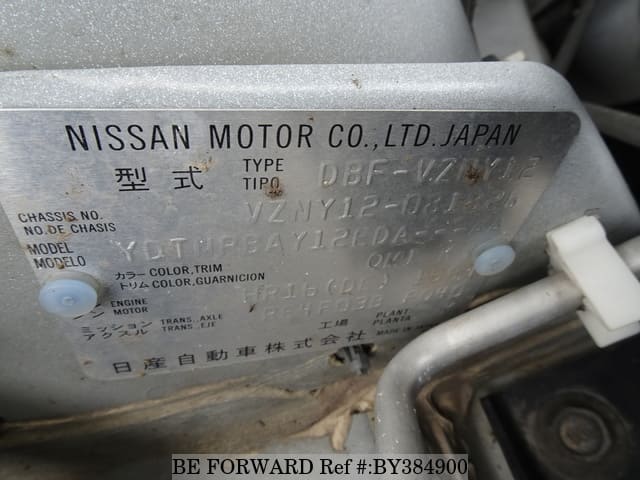 NISSAN MOTOR CO., LTD. JAPAN
型式 TYPE TIPO DBF-VZNY12
CHASSIS NO. NO. DE CHASIS VZNY12-
MODEL MODELO
カラー COLOR, TRIM QM1
トリム COLOR, GUARNICION
ENGINE MOTOR HR16(DE)
ミッション TRANS., AXLE
アクスル TRANS., EJE
工場 PLANT PLANTA MADE IN JAPAN
日産自動車株式会社
BE FORWARD Ref #:BY384900